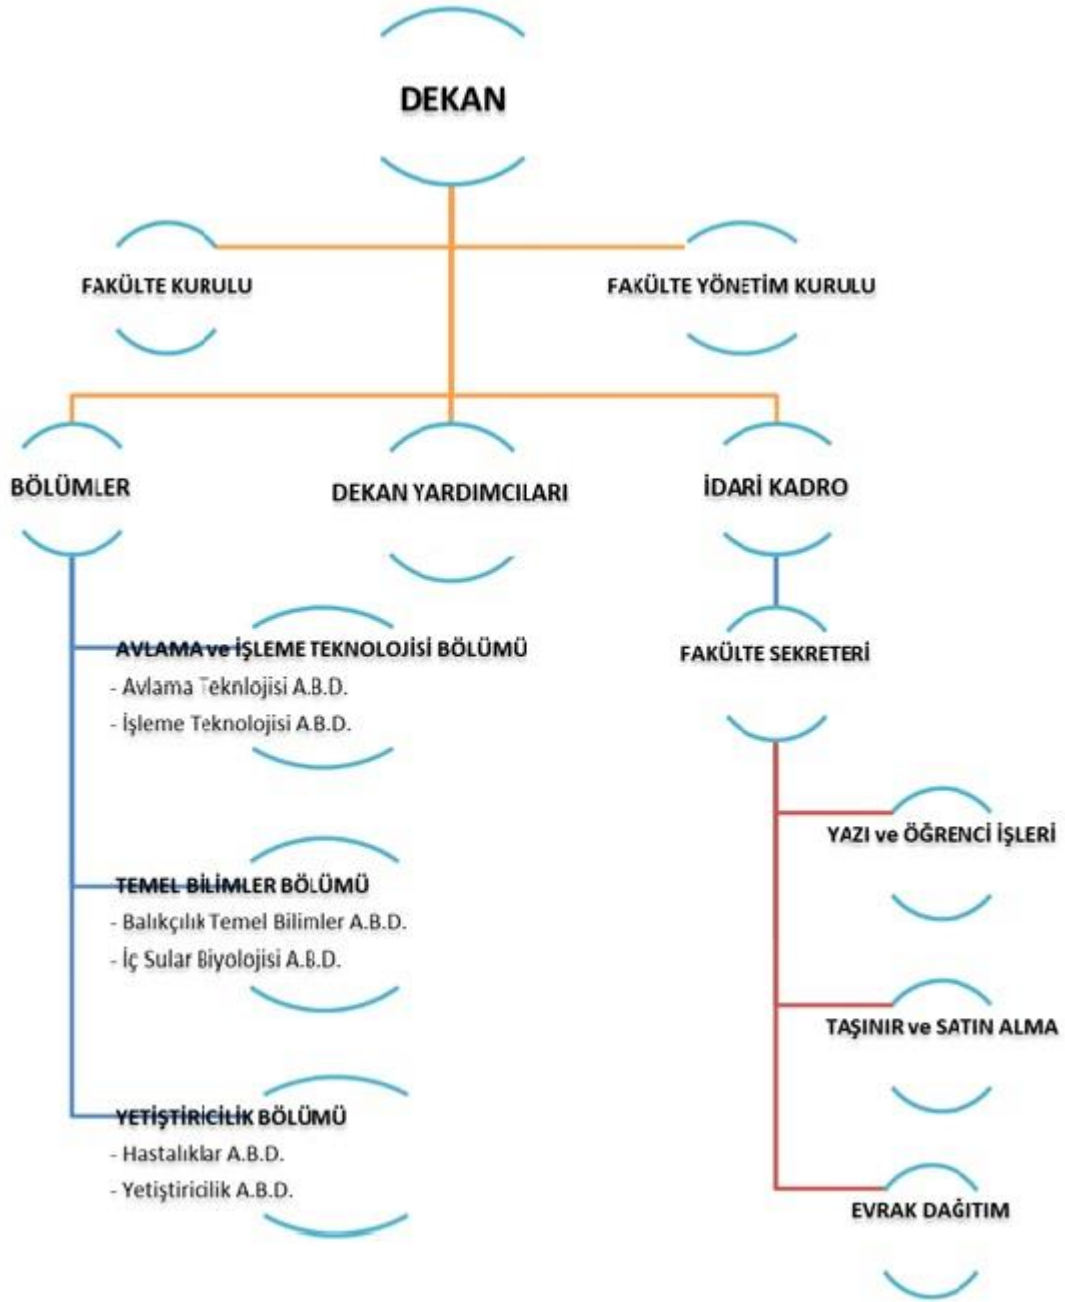 DEKAN
FAKÜLTE KURULU
FAKÜLTE YÖNETİM KURULU
BÖLÜMLER
DEKAN YARDIMCILARI
İDARİ KADRO
AVLAMA ve İŞLEME TEKNOLOJİSİ BÖLÜMÜ
- Avlama Teknlojisi A.B.D.
- İşleme Teknolojisi A.B.D.
FAKÜLTE SEKRETERİ
TEMEL BİLİMLER BÖLÜMÜ
- Balıkçılık Temel Bilimler A.B.D.
- İç Sular Biyolojisi A.B.D.
YETİŞTİRİCİLİK BÖLÜMÜ
- Hastalıklar A.B.D.
- Yetiştiricilik A.B.D.
YAZI ve ÖĞRENCİ İŞLERİ
TAŞINIR ve SATIN ALMA
EVRAK DAĞITIM